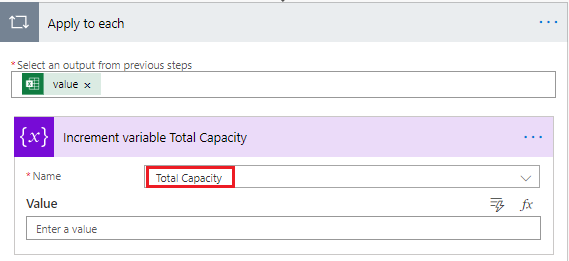 Apply to each
*Select an output from previous steps
value ×
{x} Increment variable Total Capacity
*Name
Total Capacity
Value
fx
Enter a value